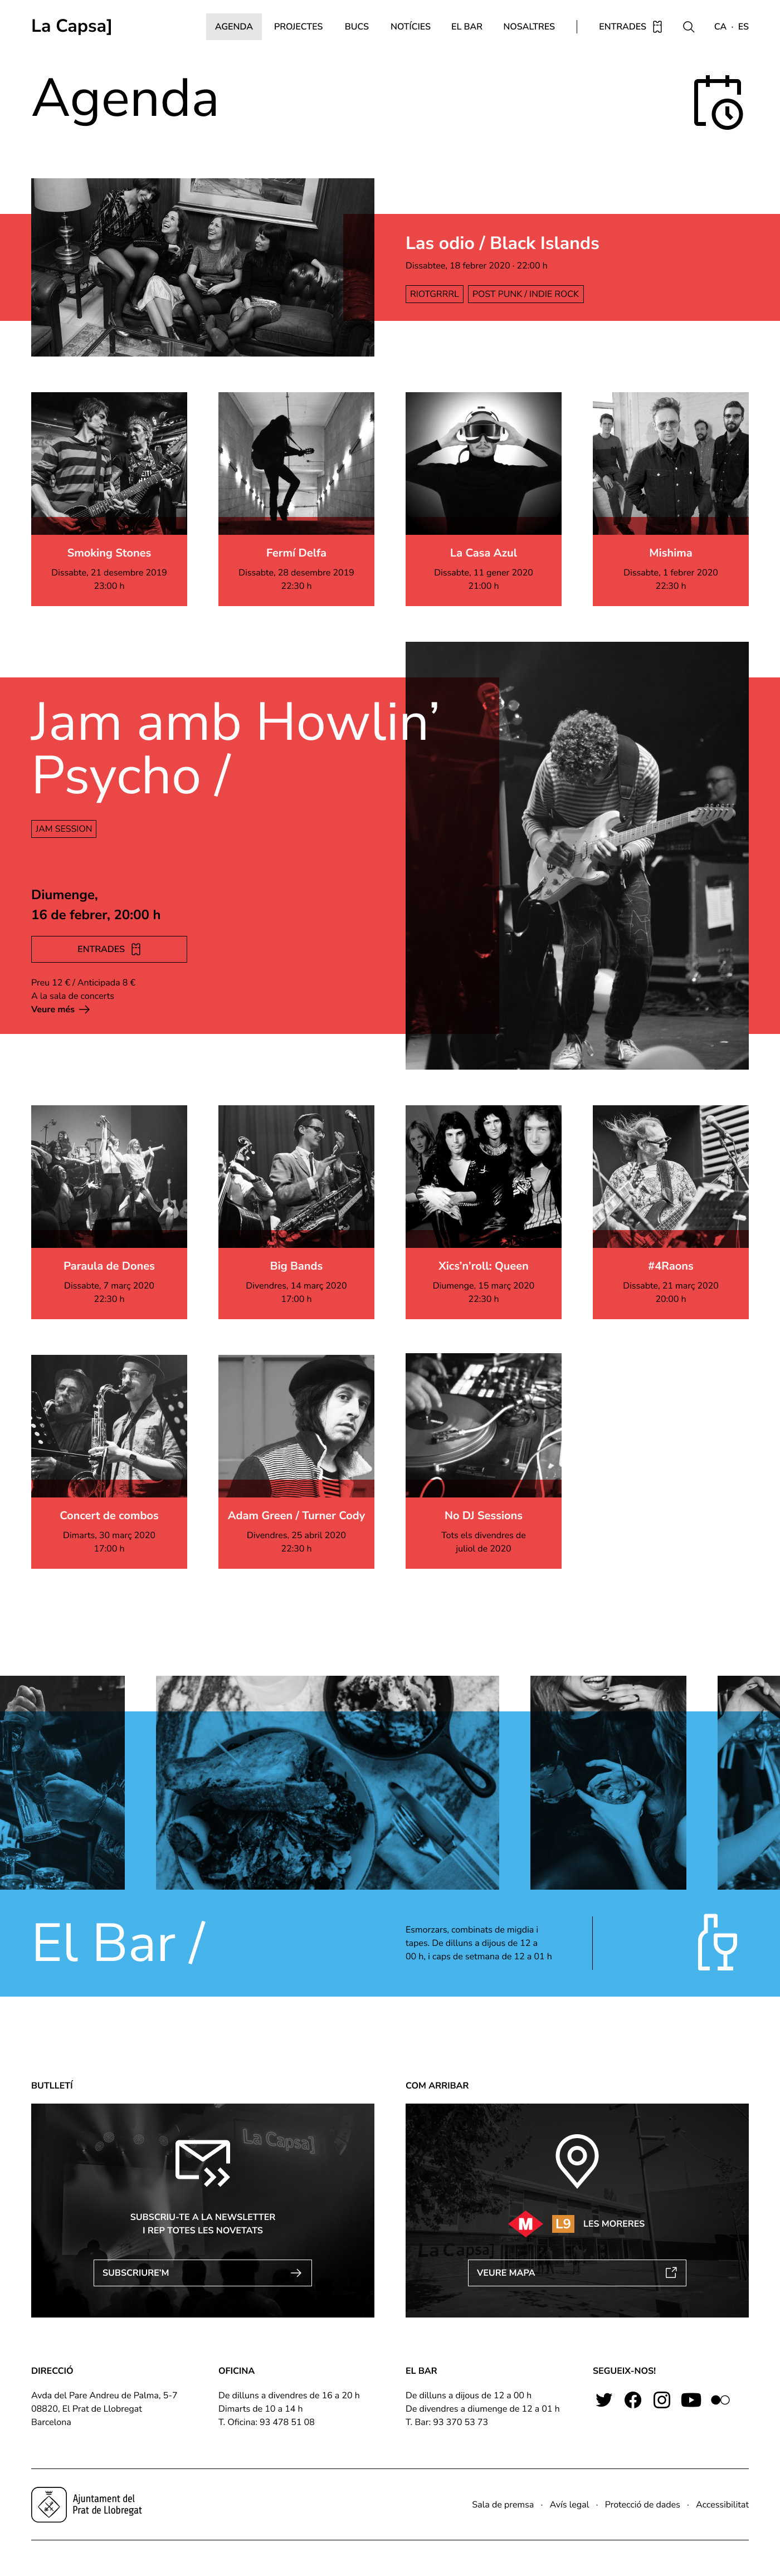 La Capsa]
AGENDA
PROJECTES
BUCS
NOTÍCIES
EL BAR
NOSALTRES
ENTRADES
CA · ES
Agenda
Las odio / Black Islands
Dissabtee, 18 febrer 2020 · 22:00 h
RIOTGRRRL
POST PUNK / INDIE ROCK
Smoking Stones
Dissabte, 21 desembre 2019
23:00 h
Fermí Delfa
Dissabte, 28 desembre 2019
22:30 h
La Casa Azul
Dissabte, 11 gener 2020
21:00 h
Mishima
Dissabte, 1 febrer 2020
22:30 h
Jam amb Howlin’
Psycho /
JAM SESSION
Diumenge,
16 de febrer, 20:00 h
ENTRADES
Preu 12 € / Anticipada 8 €
A la sala de concerts
Veure més
Paraula de Dones
Dissabte, 7 març 2020
22:30 h
Big Bands
Divendres, 14 març 2020
17:00 h
Xics'n'roll: Queen
Diumenge, 15 març 2020
22:30 h
#4Raons
Dissabte, 21 març 2020
20:00 h
Concert de combos
Dimarts, 30 març 2020
17:00 h
Adam Green / Turner Cody
Divendres, 25 abril 2020
22:30 h
No DJ Sessions
Tots els divendres de
juliol de 2020
El Bar /
Esmorzars, combinats de migdia i
tapes. De dilluns a dijous de 12 a
00 h, i caps de setmana de 12 a 01 h
BUTLLETÍ
La Capsa]
SUBSCRIU-TE A LA NEWSLETTER
I REP TOTES LES NOVETATS
SUBSCRIURE'M
COM ARRIBAR
M
L9
LES MORERES
La Capsa]
VEURE MAPA
DIRECCIÓ
Avda del Pare Andreu de Palma, 5-7
08820, El Prat de Llobregat
Barcelona
OFICINA
De dilluns a divendres de 16 a 20 h
Dimarts de 10 a 14 h
T. Oficina: 93 478 51 08
EL BAR
De dilluns a dijous de 12 a 00 h
De divendres a diumenge de 12 a 01 h
T. Bar: 93 370 53 73
SEGUEIX-NOS!
Ajuntament del
Prat de Llobregat
Sala de premsa · Avís legal · Protecció de dades · Accessibilitat